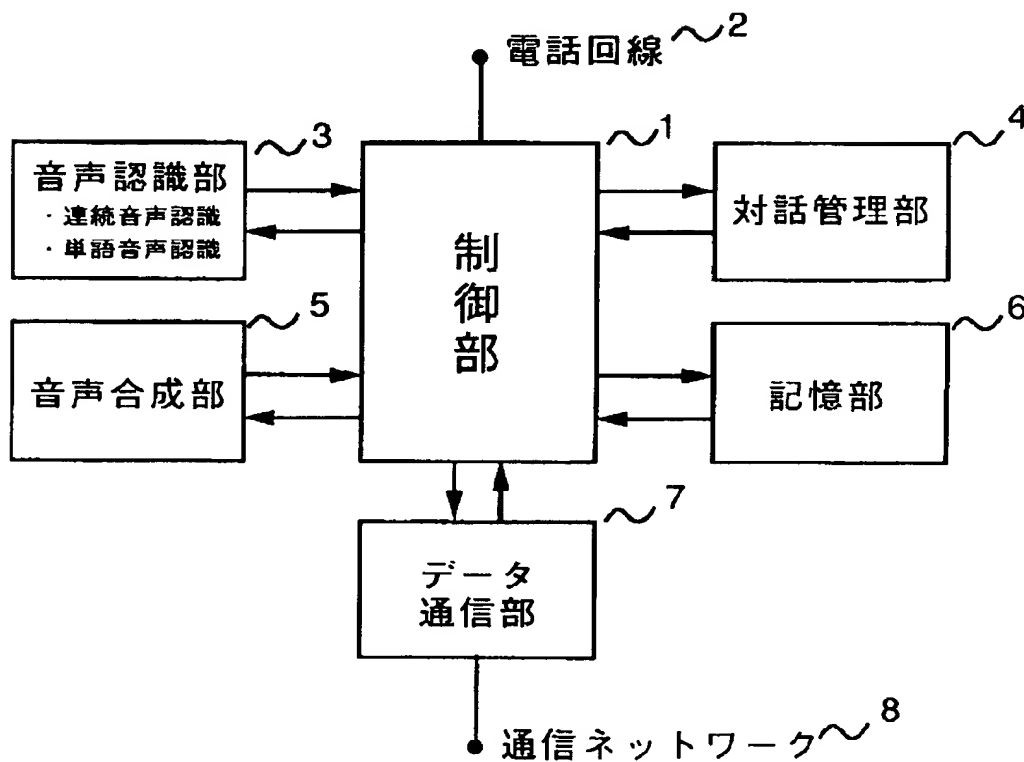 電話回線 2
3
音声認識部
・連続音声認識
・単語音声認識
1
制御部
4
対話管理部
5
音声合成部
6
記憶部
7
データ
通信部
通信ネットワーク 8